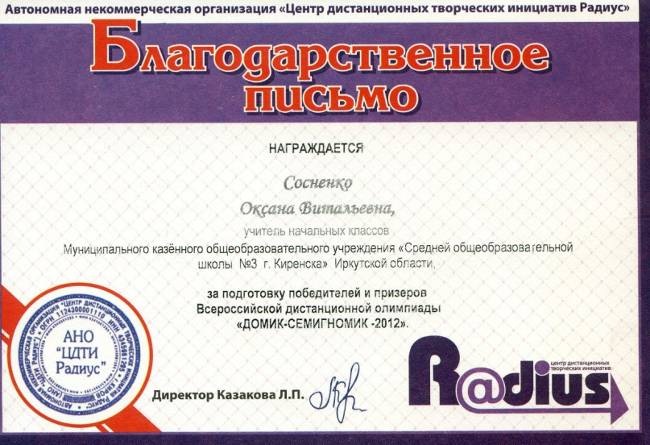 Автономная некоммерческая организация «Центр дистанционных творческих инициатив Радиус»
Благодарственное
письмо
НАГРАЖДАЕТСЯ
Сосненко
Оксана Витальевна,
учитель начальных классов
Муниципального казённого общеобразовательного учреждения «Средней общеобразовательной
школы №3 г. Киренска» Иркутской области,
за подготовку победителей и призеров
Всероссийской дистанционной олимпиады
«ДОМИК-СЕМИГНОМИК -2012».
АНО
"ЦДТИ
Радиус"
Директор Казакова Л.П.
центр дистанционных
творческих инициатив
R@dius